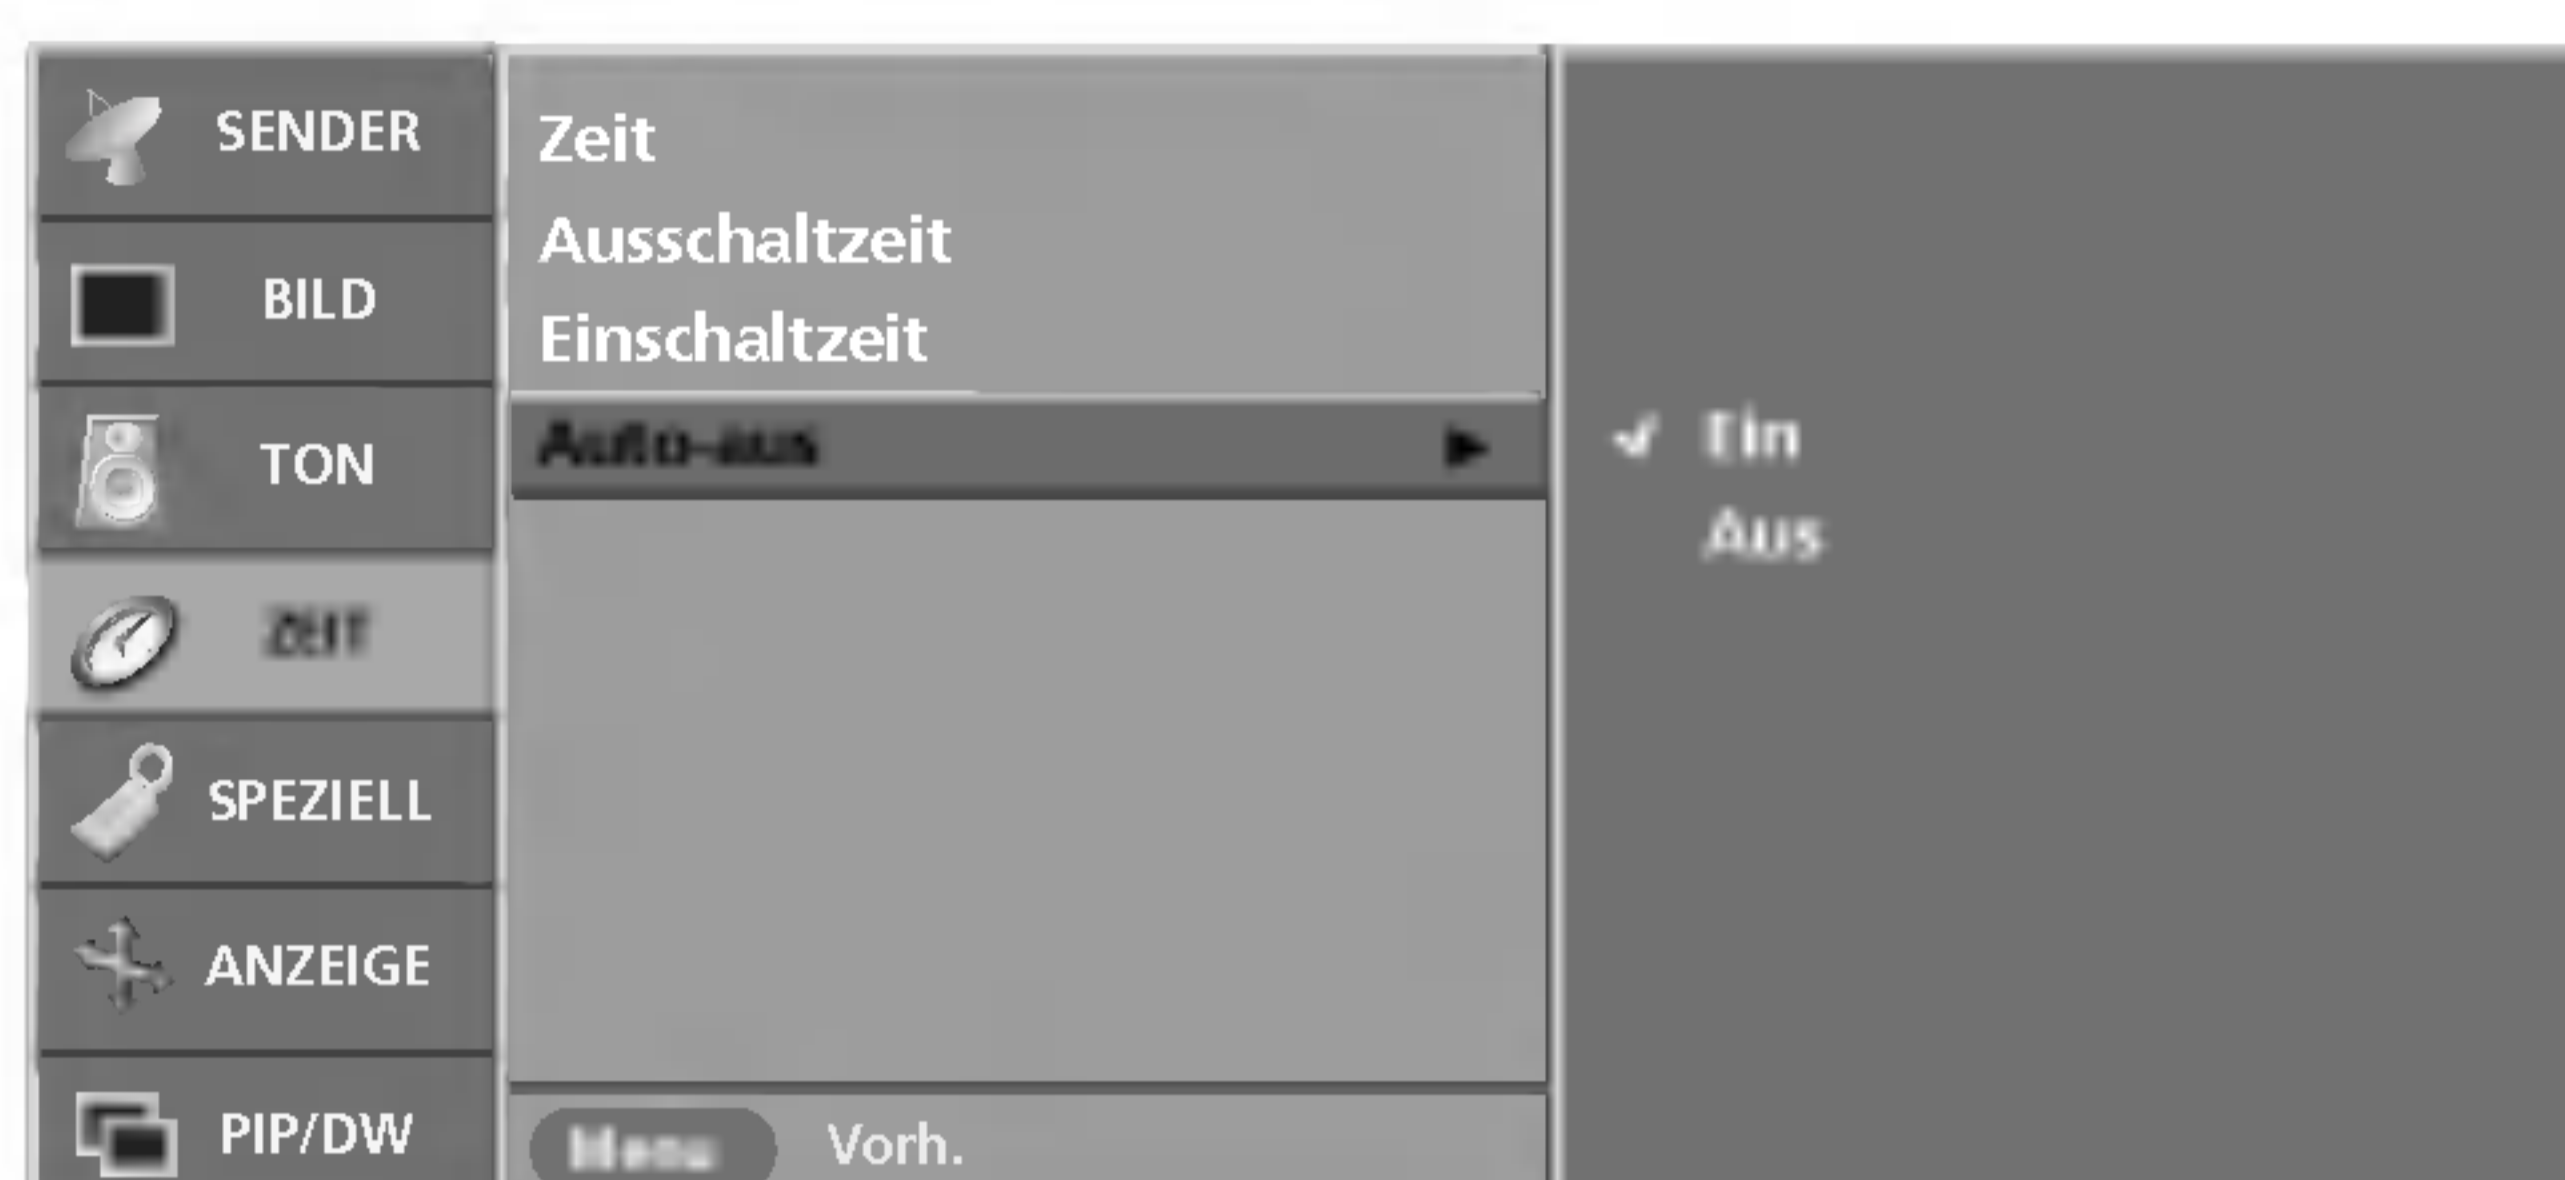 SENDER
BILD
TON
ZEIT
SPEZIELL
ANZEIGE
PIP/DW
Zeit
Ausschaltzeit
Einschaltzeit
Auto-aus
Menu Vorh.
Ein
Aus